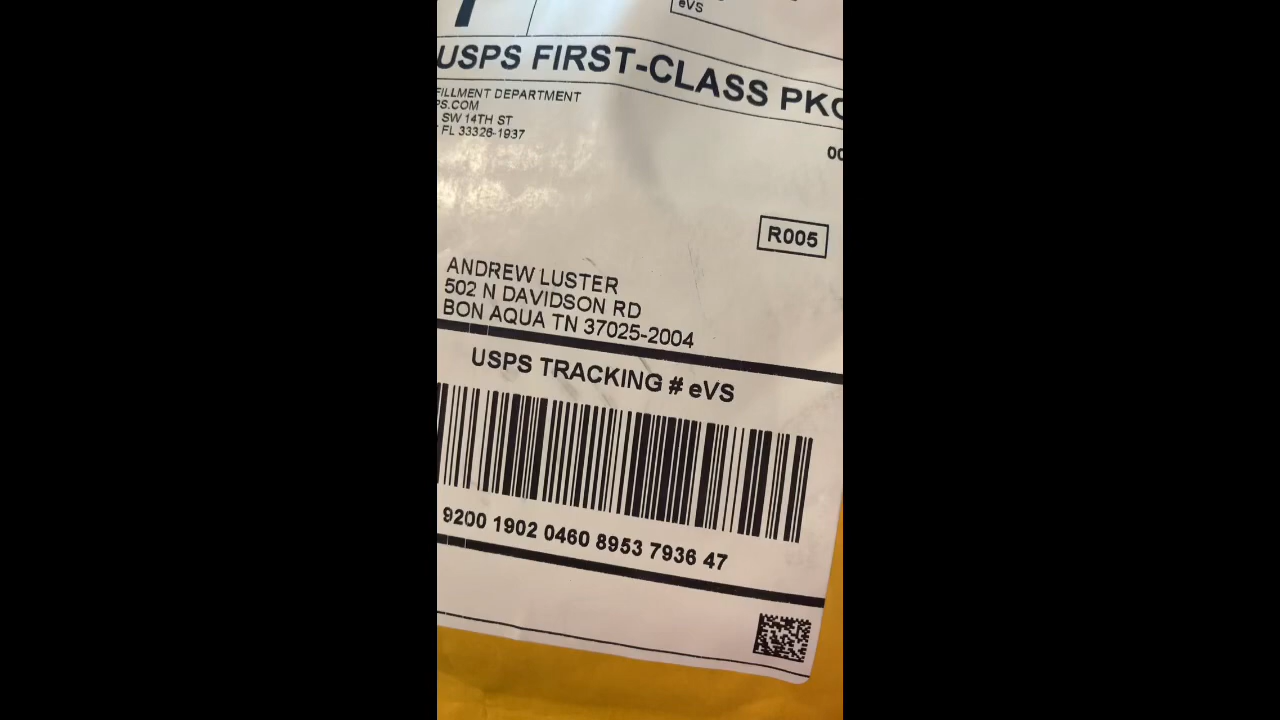 eVS
USPS FIRST-CLASS PKG
FILLMENT DEPARTMENT
PS.COM
SW 14TH ST
FL 33326-1937
00
R005
ANDREW LUSTER
502 N DAVIDSON RD
BON AQUA TN 37025-2004
USPS TRACKING # eVS
9200 1902 0460 8953 7936 47